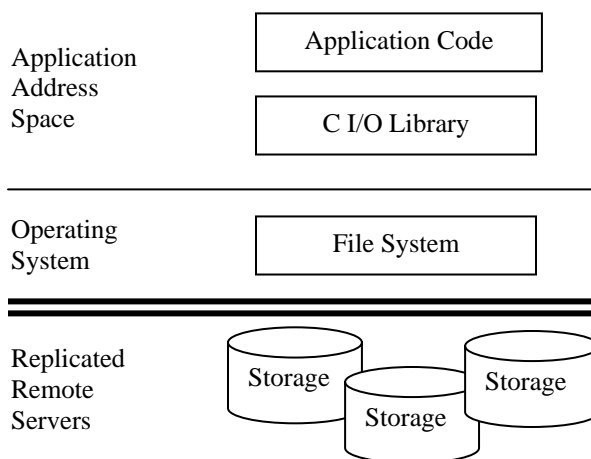 Application
Address
Space
Application Code
C I/O Library
Operating
System
File System
Replicated
Remote
Servers
Storage
Storage
Storage